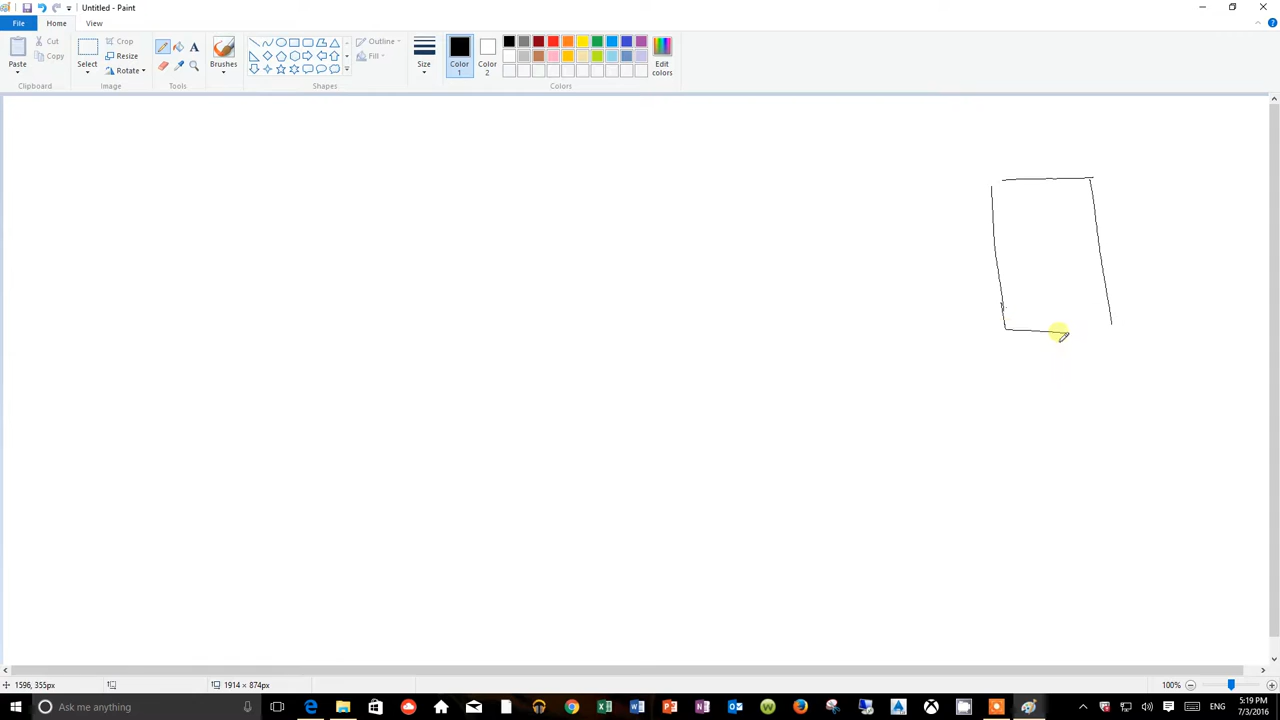 Untitled - Paint
File
Home
View
Paste
Cut
Copy
Clipboard
Select
Crop
Resize
Rotate
Image
A
Tools
Brushes
Shapes
Outline
Fill
Size
Color 1
Color 2
Edit colors
Colors
1596, 355px
1914 × 874px
100%
Ask me anything
ENG
5:19 PM
7/3/2016